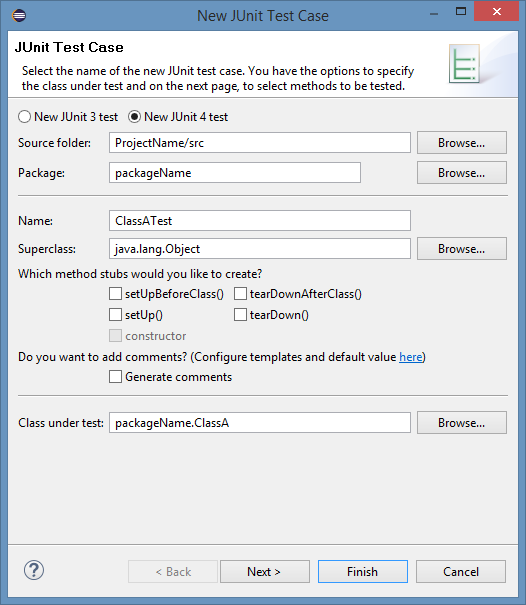 New JUnit Test Case
JUnit Test Case
Select the name of the new JUnit test case. You have the options to specify
the class under test and on the next page, to select methods to be tested.
New JUnit 3 test New JUnit 4 test
Source folder: ProjectName/src Browse...
Package: packageName Browse...
Name: ClassATest
Superclass: java.lang.Object Browse...
Which method stubs would you like to create?
setUpBeforeClass() tearDownAfterClass()
setUp() tearDown()
constructor
Do you want to add comments? (Configure templates and default value here)
Generate comments
Class under test: packageName.ClassA Browse...
? < Back Next > Finish Cancel